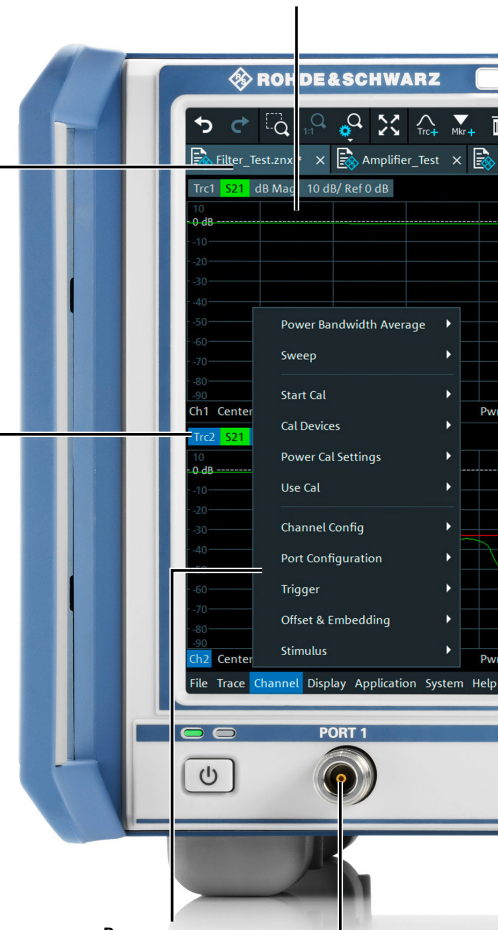 ROHDE&SCHWARZ
1:1 Trc+ Mkr+
Filter_Test.znx* × Amplifier_Test ×
Trc1 S21 dB Mag 10 dB/ Ref 0 dB
10
0 dB
-10
-20
-30
-40
-50
-60
-70
-80
-90
Ch1 Center Pwr
Trc2 S21
10
0 dB
-10
-20
-30
-40
-60
-70
-80
-90
Ch2 Center Pwr
Power Bandwidth Average
Sweep
Start Cal
Cal Devices
Power Cal Settings
Use Cal
Channel Config
Port Configuration
Trigger
Offset & Embedding
Stimulus
File Trace Channel Display Application System Help
PORT 1